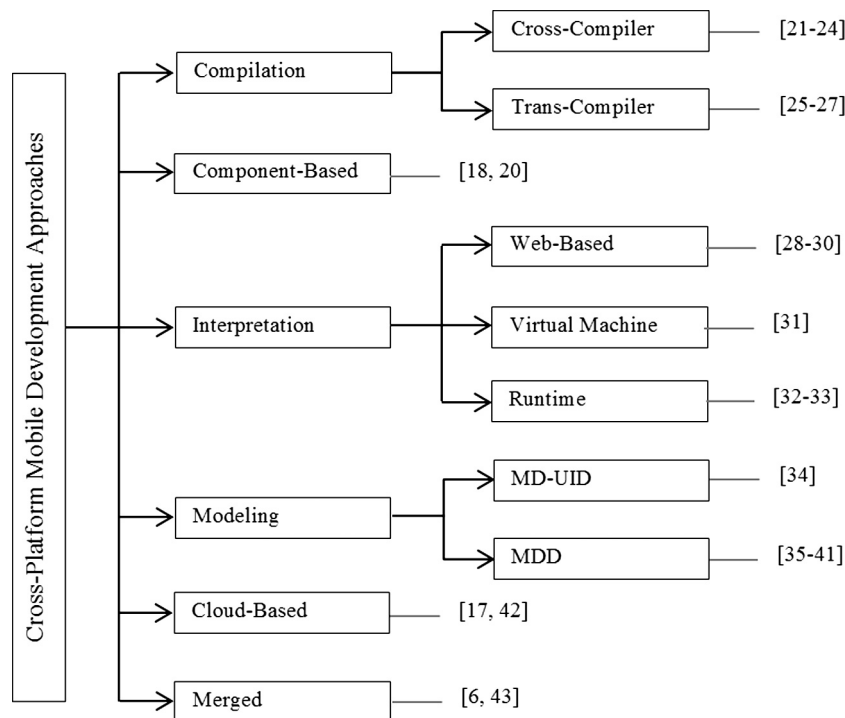 Cross-Platform Mobile Development Approaches
Compilation
Cross-Compiler [21-24]
Trans-Compiler [25-27]
Component-Based [18, 20]
Interpretation
Web-Based [28-30]
Virtual Machine [31]
Runtime [32-33]
Modeling
MD-UID [34]
MDD [35-41]
Cloud-Based [17, 42]
Merged [6, 43]